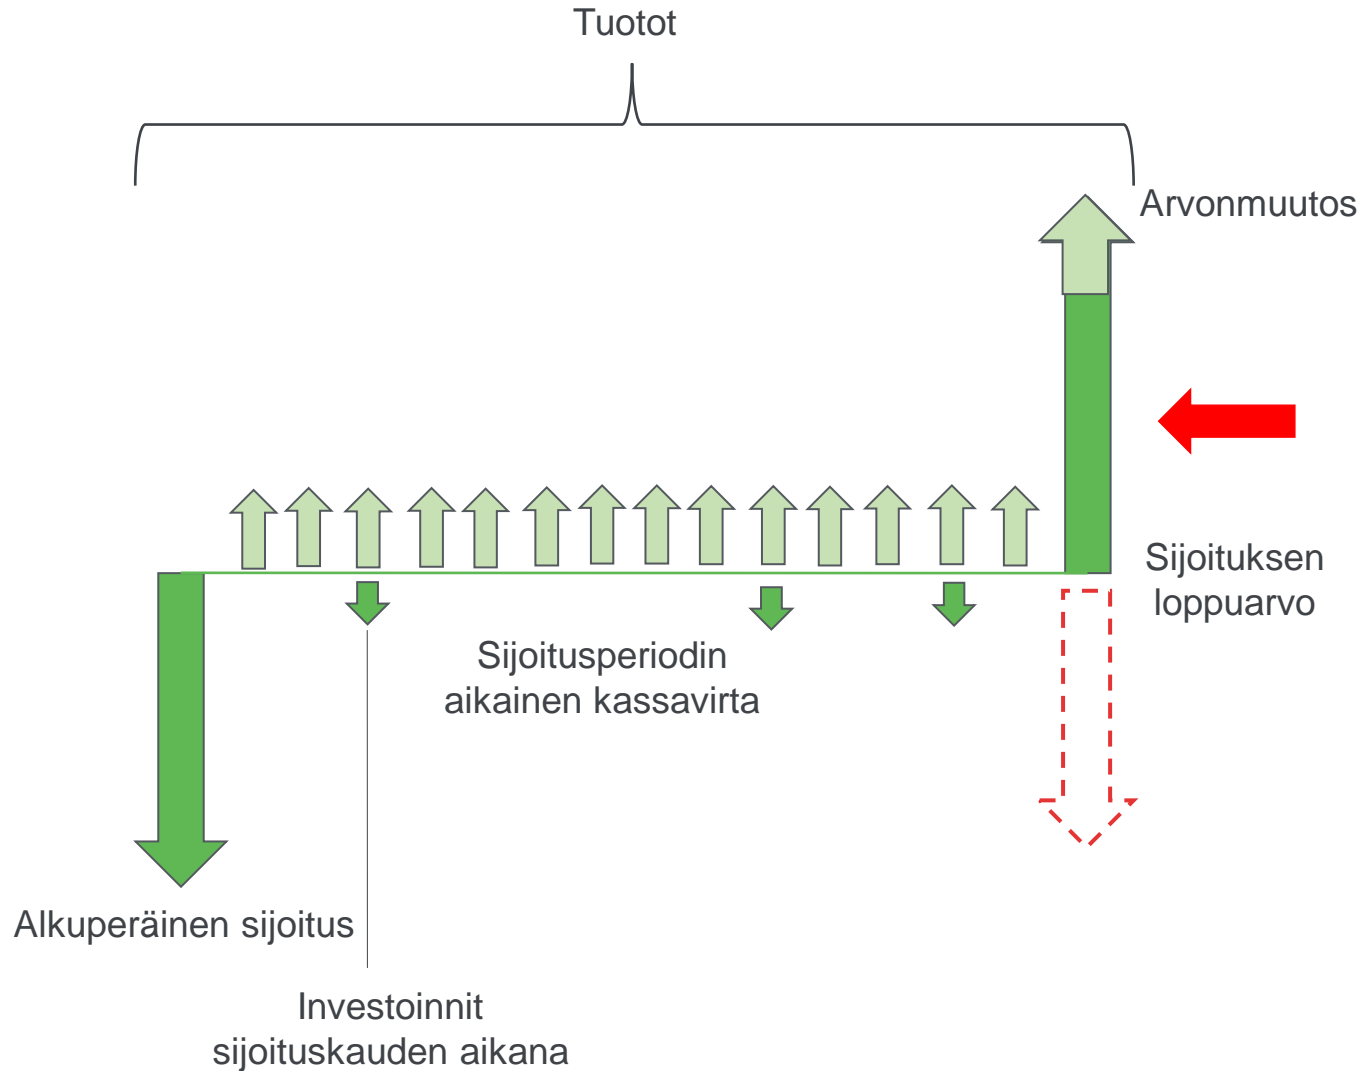 Tuotot
Arvonmuutos
Sijoituksen
loppuarvo
Sijoitusperiodin
aikainen kassavirta
Alkuperäinen sijoitus
Investoinnit
sijoituskauden aikana